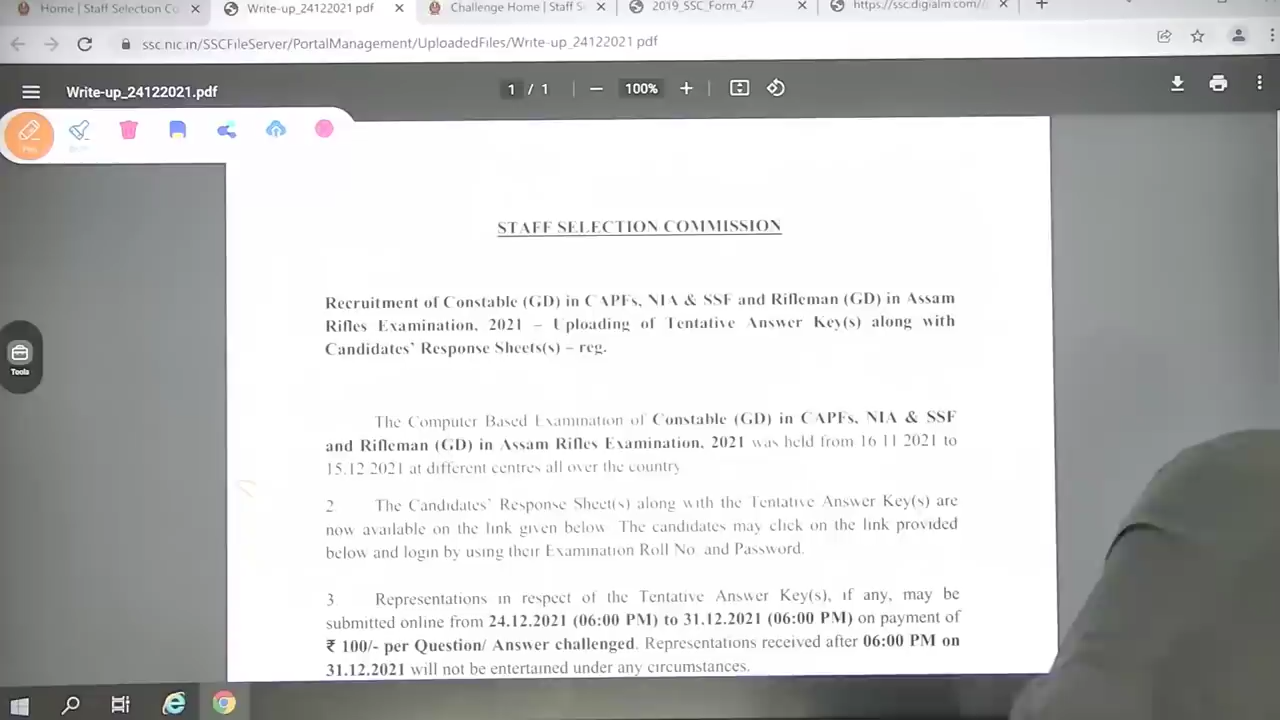 Home | Staff Selection Co
Write-up_24122021 pdf
Challenge Home | Staff S
2019_SSC_Form_47
https://ssc.digialm.com//
ssc.nic.in/SSCFileServer/PortalManagement/UploadedFiles/Write-up_24122021 pdf
Write-up_24122021.pdf
1 / 1
100%
STAFF SELECTION COMMISSION
Recruitment of Constable (GD) in CAPFs, NIA & SSF and Rifleman (GD) in Assam
Rifles Examination, 2021 – Uploading of Tentative Answer Key(s) along with
Candidates' Response Sheets(s) – reg.
The Computer Based Examination of Constable (GD) in CAPFs, NIA & SSF
and Rifleman (GD) in Assam Rifles Examination, 2021 was held from 16 11 2021 to
15.12 2021 at different centres all over the country
2 The Candidates' Response Sheet(s) along with the Tentative Answer Key(s) are
now available on the link given below The candidates may click on the link provided
below and login by using their Examination Roll No and Password.
3 Representations in respect of the Tentative Answer Key(s), if any, may be
submitted online from 24.12.2021 (06:00 PM) to 31.12.2021 (06:00 PM) on payment of
₹ 100/- per Question/ Answer challenged. Representations received after 06:00 PM on
31.12.2021 will not be entertained under any circumstances.
Tools